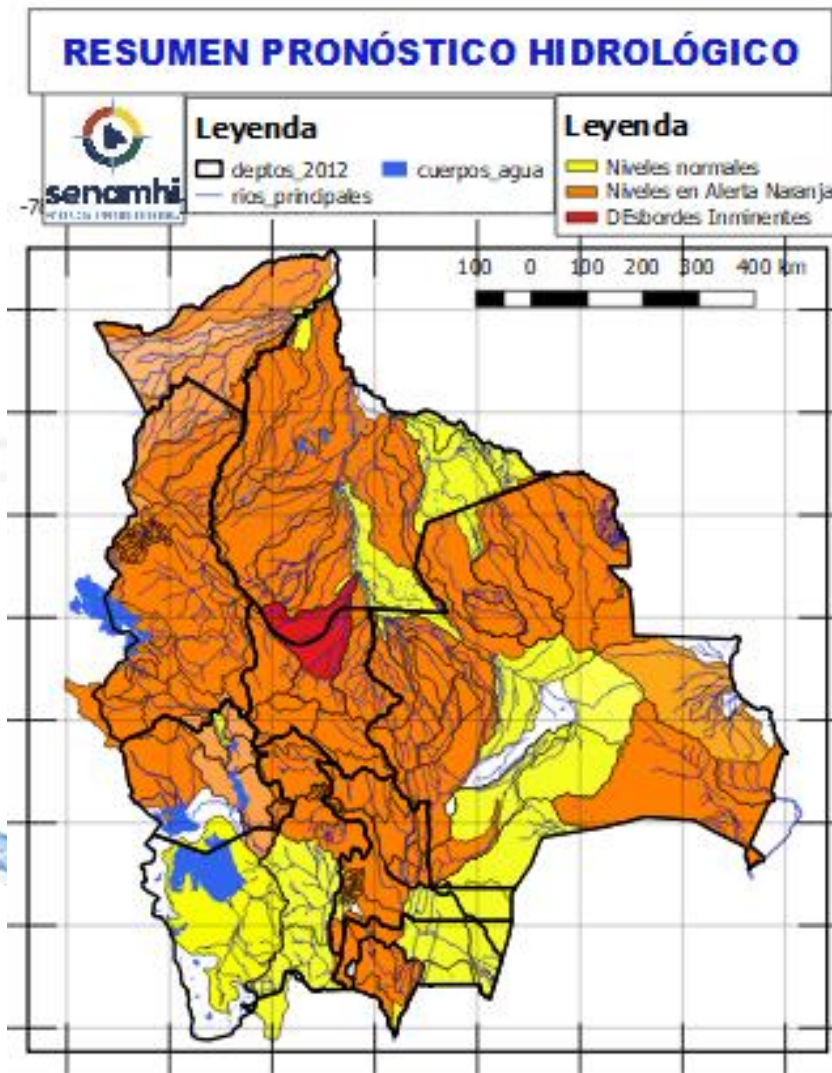 RESUMEN PRONÓSTICO HIDROLÓGICO
senamhi
Leyenda
deptos_2012 cuerpos_agua
rios_principales
Leyenda
Niveles normales
Niveles en Alerta Naranja
DEsbordes Inminentes
100 0 100 200 300 400 km